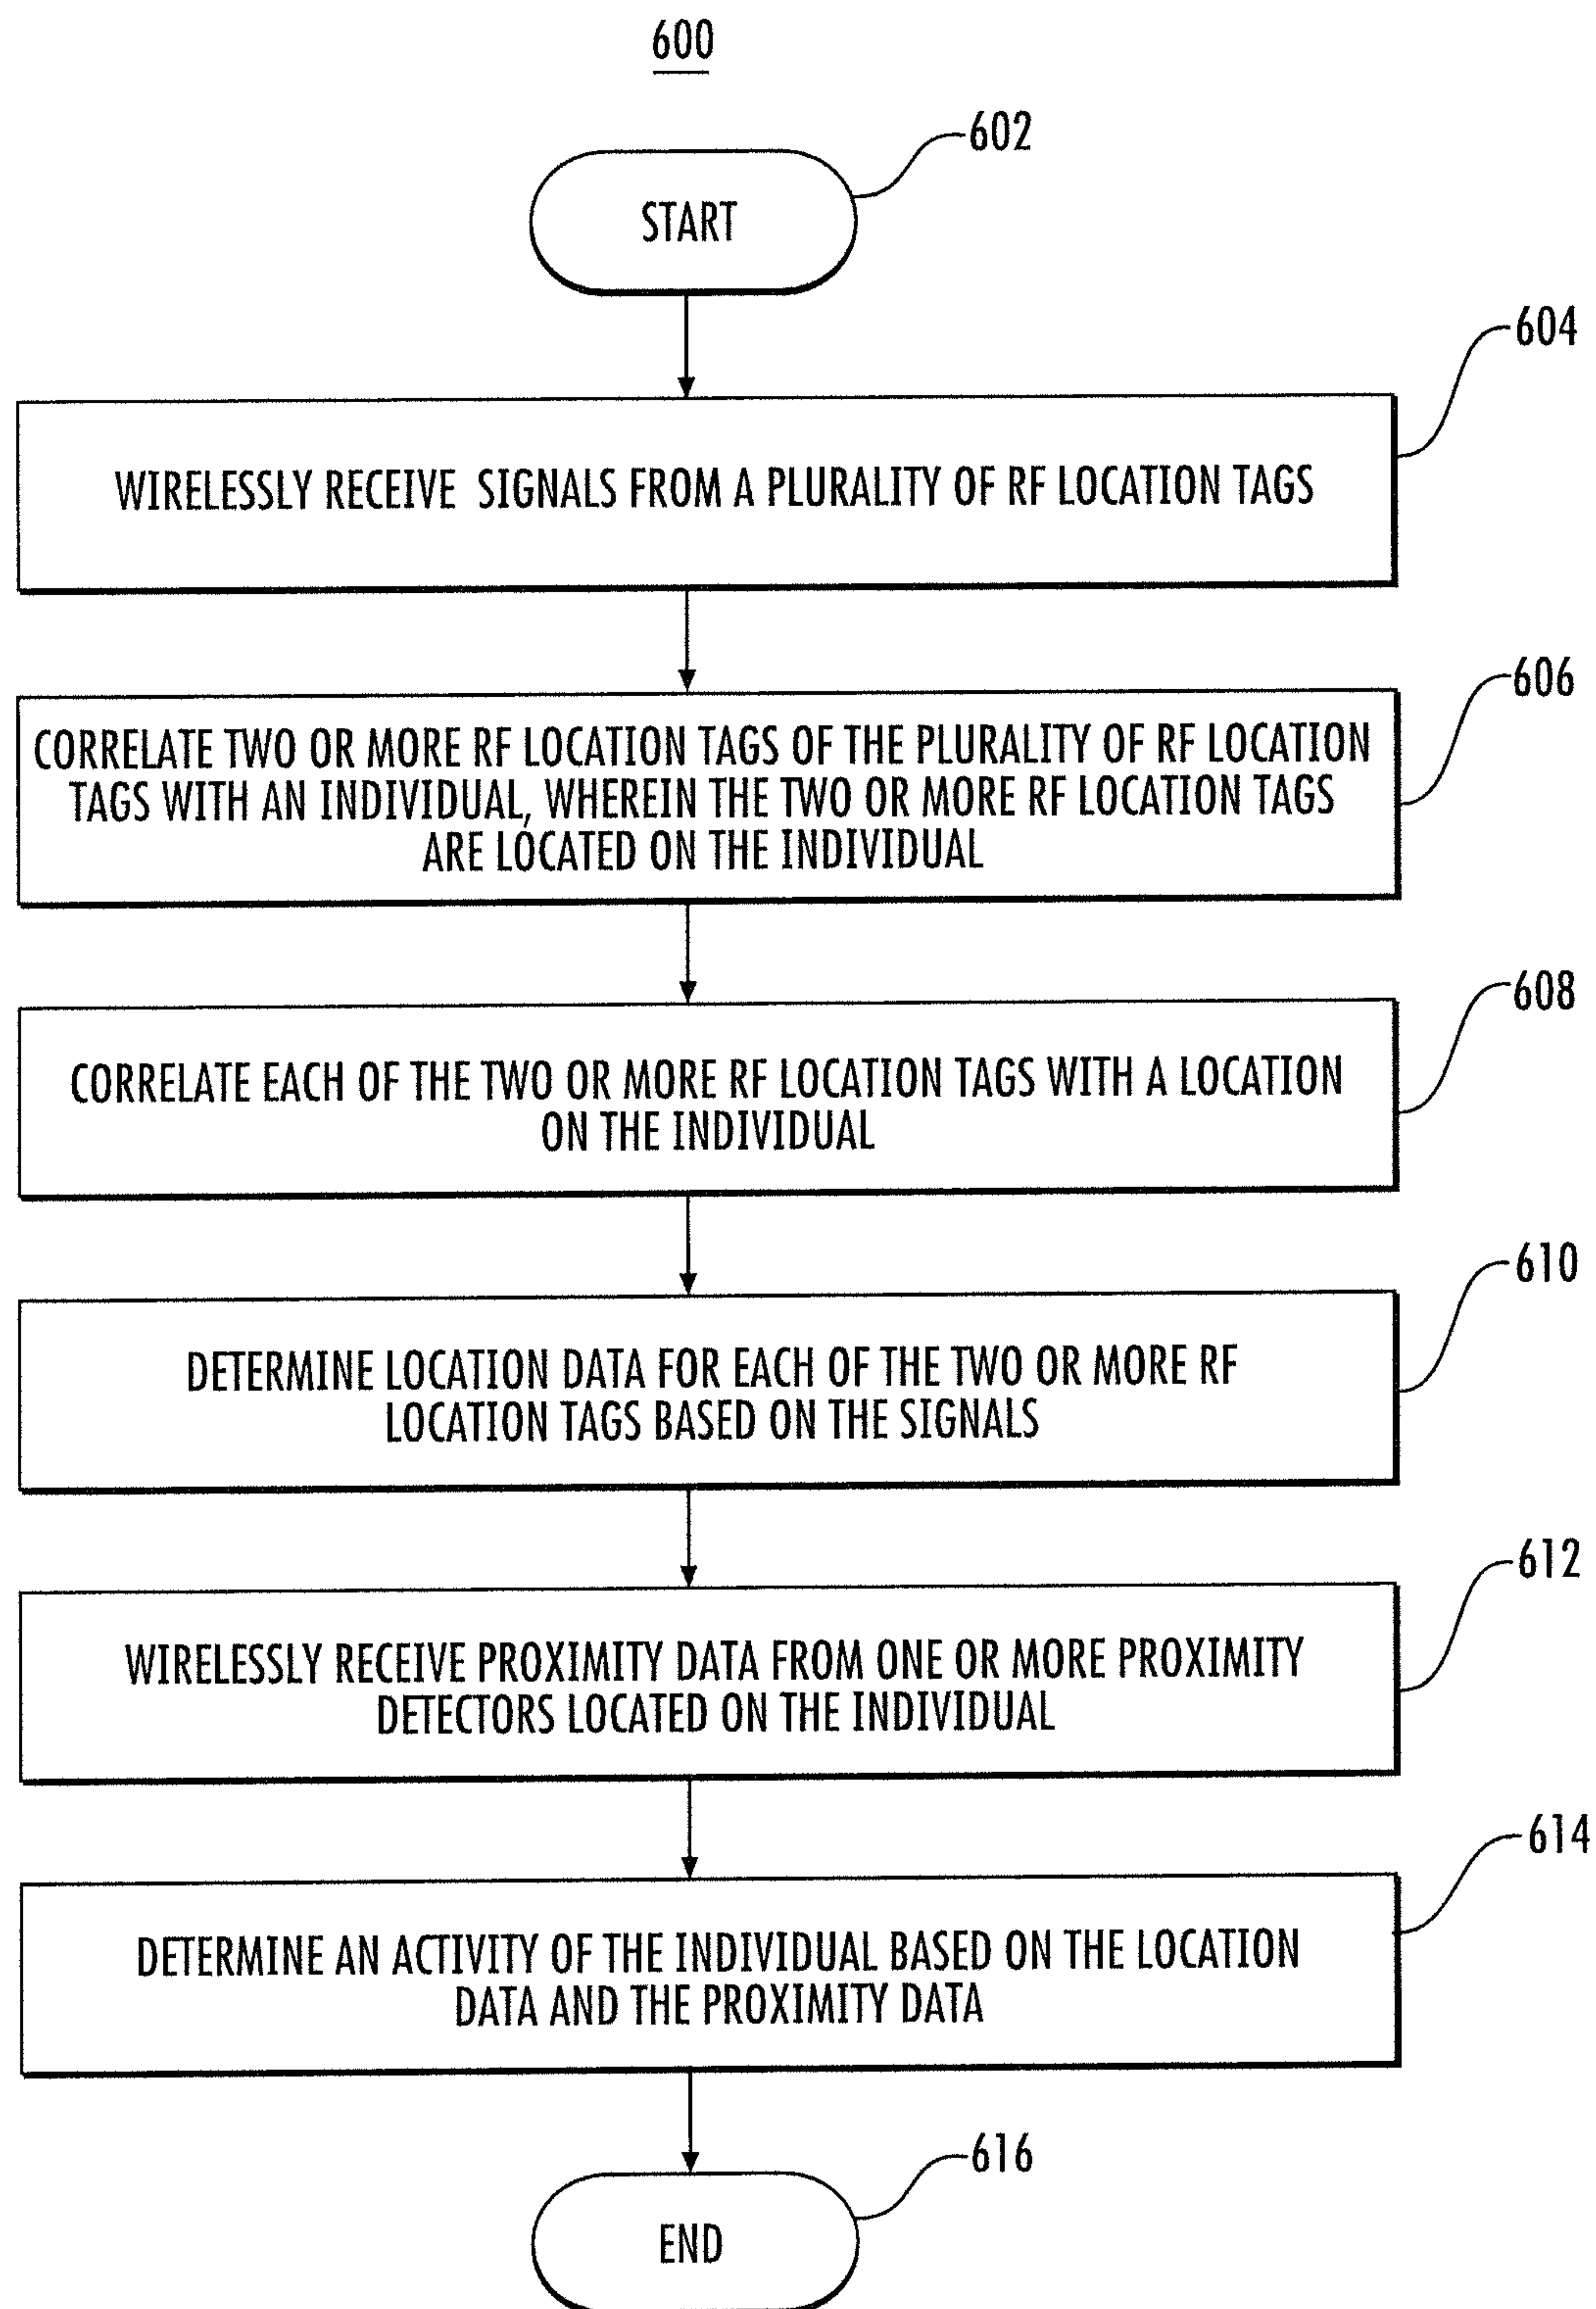 600
602
START
604
WIRELESSLY RECEIVE SIGNALS FROM A PLURALITY OF RF LOCATION TAGS
606
CORRELATE TWO OR MORE RF LOCATION TAGS OF THE PLURALITY OF RF LOCATION
TAGS WITH AN INDIVIDUAL, WHEREIN THE TWO OR MORE RF LOCATION TAGS
ARE LOCATED ON THE INDIVIDUAL
608
CORRELATE EACH OF THE TWO OR MORE RF LOCATION TAGS WITH A LOCATION
ON THE INDIVIDUAL
610
DETERMINE LOCATION DATA FOR EACH OF THE TWO OR MORE RF
LOCATION TAGS BASED ON THE SIGNALS
612
WIRELESSLY RECEIVE PROXIMITY DATA FROM ONE OR MORE PROXIMITY
DETECTORS LOCATED ON THE INDIVIDUAL
614
DETERMINE AN ACTIVITY OF THE INDIVIDUAL BASED ON THE LOCATION
DATA AND THE PROXIMITY DATA
616
END